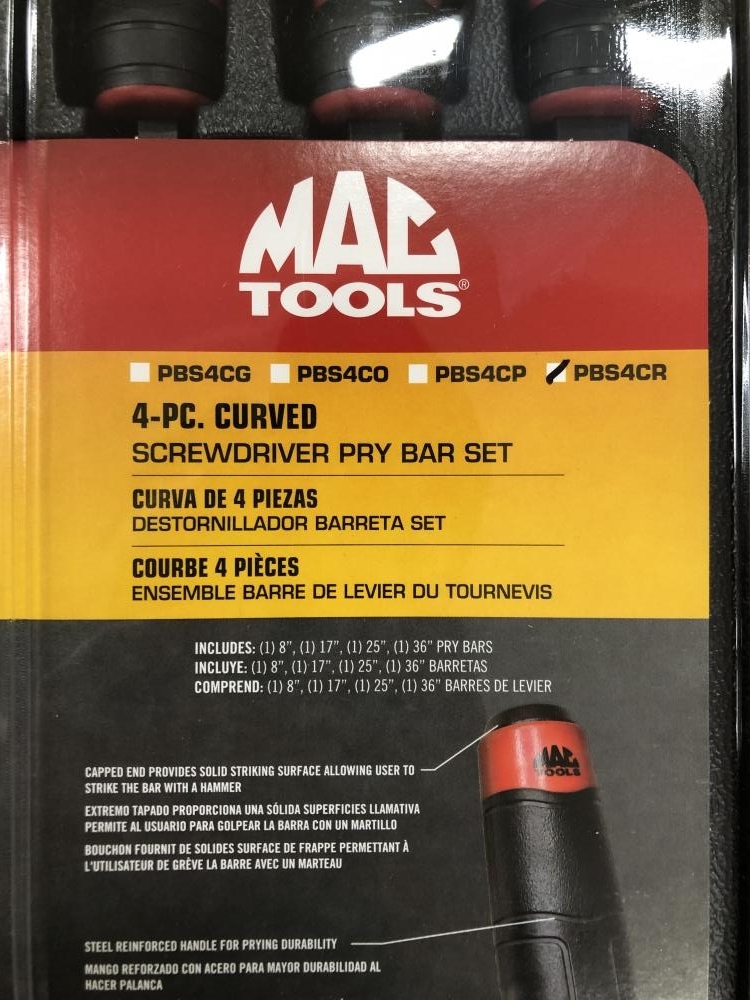 MAC
TOOLS®
PBS4CG PBS4CO PBS4CP PBS4CR
4-PC. CURVED
SCREWDRIVER PRY BAR SET
CURVA DE 4 PIEZAS
DESTORNILLADOR BARRETA SET
COURBE 4 PIÈCES
ENSEMBLE BARRE DE LEVIER DU TOURNEVIS
INCLUDES: (1) 8”, (1) 17”, (1) 25”, (1) 36” PRY BARS
INCLUYE: (1) 8”, (1) 17”, (1) 25”, (1) 36” BARRETAS
COMPREND: (1) 8”, (1) 17”, (1) 25”, (1) 36” BARRES DE LEVIER
MAC
TOOLS
CAPPED END PROVIDES SOLID STRIKING SURFACE ALLOWING USER TO
STRIKE THE BAR WITH A HAMMER
EXTREMO TAPADO PROPORCIONA UNA SÓLIDA SUPERFICIES LLAMATIVA
PERMITE AL USUARIO PARA GOLPEAR LA BARRA CON UN MARTILLO
BOUCHON FOURNIT DE SOLIDES SURFACE DE FRAPPE PERMETTANT À
L'UTILISATEUR DE GRÈVE LA BARRE AVEC UN MARTEAU
STEEL REINFORCED HANDLE FOR PRYING DURABILITY
MANGO REFORZADO CON ACERO PARA MAYOR DURABILIDAD AL
HACER PALANCA